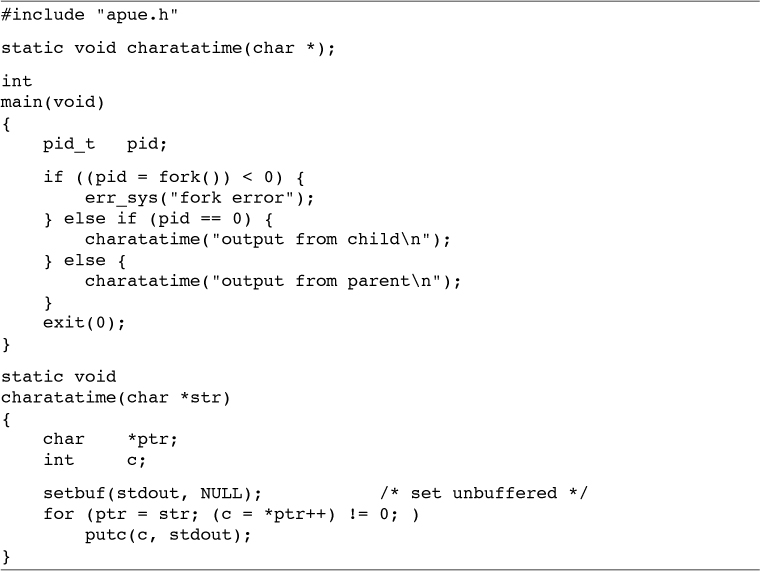 #include "apue.h"
static void charatatime(char *);
int
main(void)
{
    pid_t   pid;
    if ((pid = fork()) < 0) {
        err_sys("fork error");
    } else if (pid == 0) {
        charatatime("output from child\n");
    } else {
        charatatime("output from parent\n");
    }
    exit(0);
}
static void
charatatime(char *str)
{
    char    *ptr;
    int     c;
    setbuf(stdout, NULL);           /* set unbuffered */
    for (ptr = str; (c = *ptr++) != 0; )
        putc(c, stdout);
}